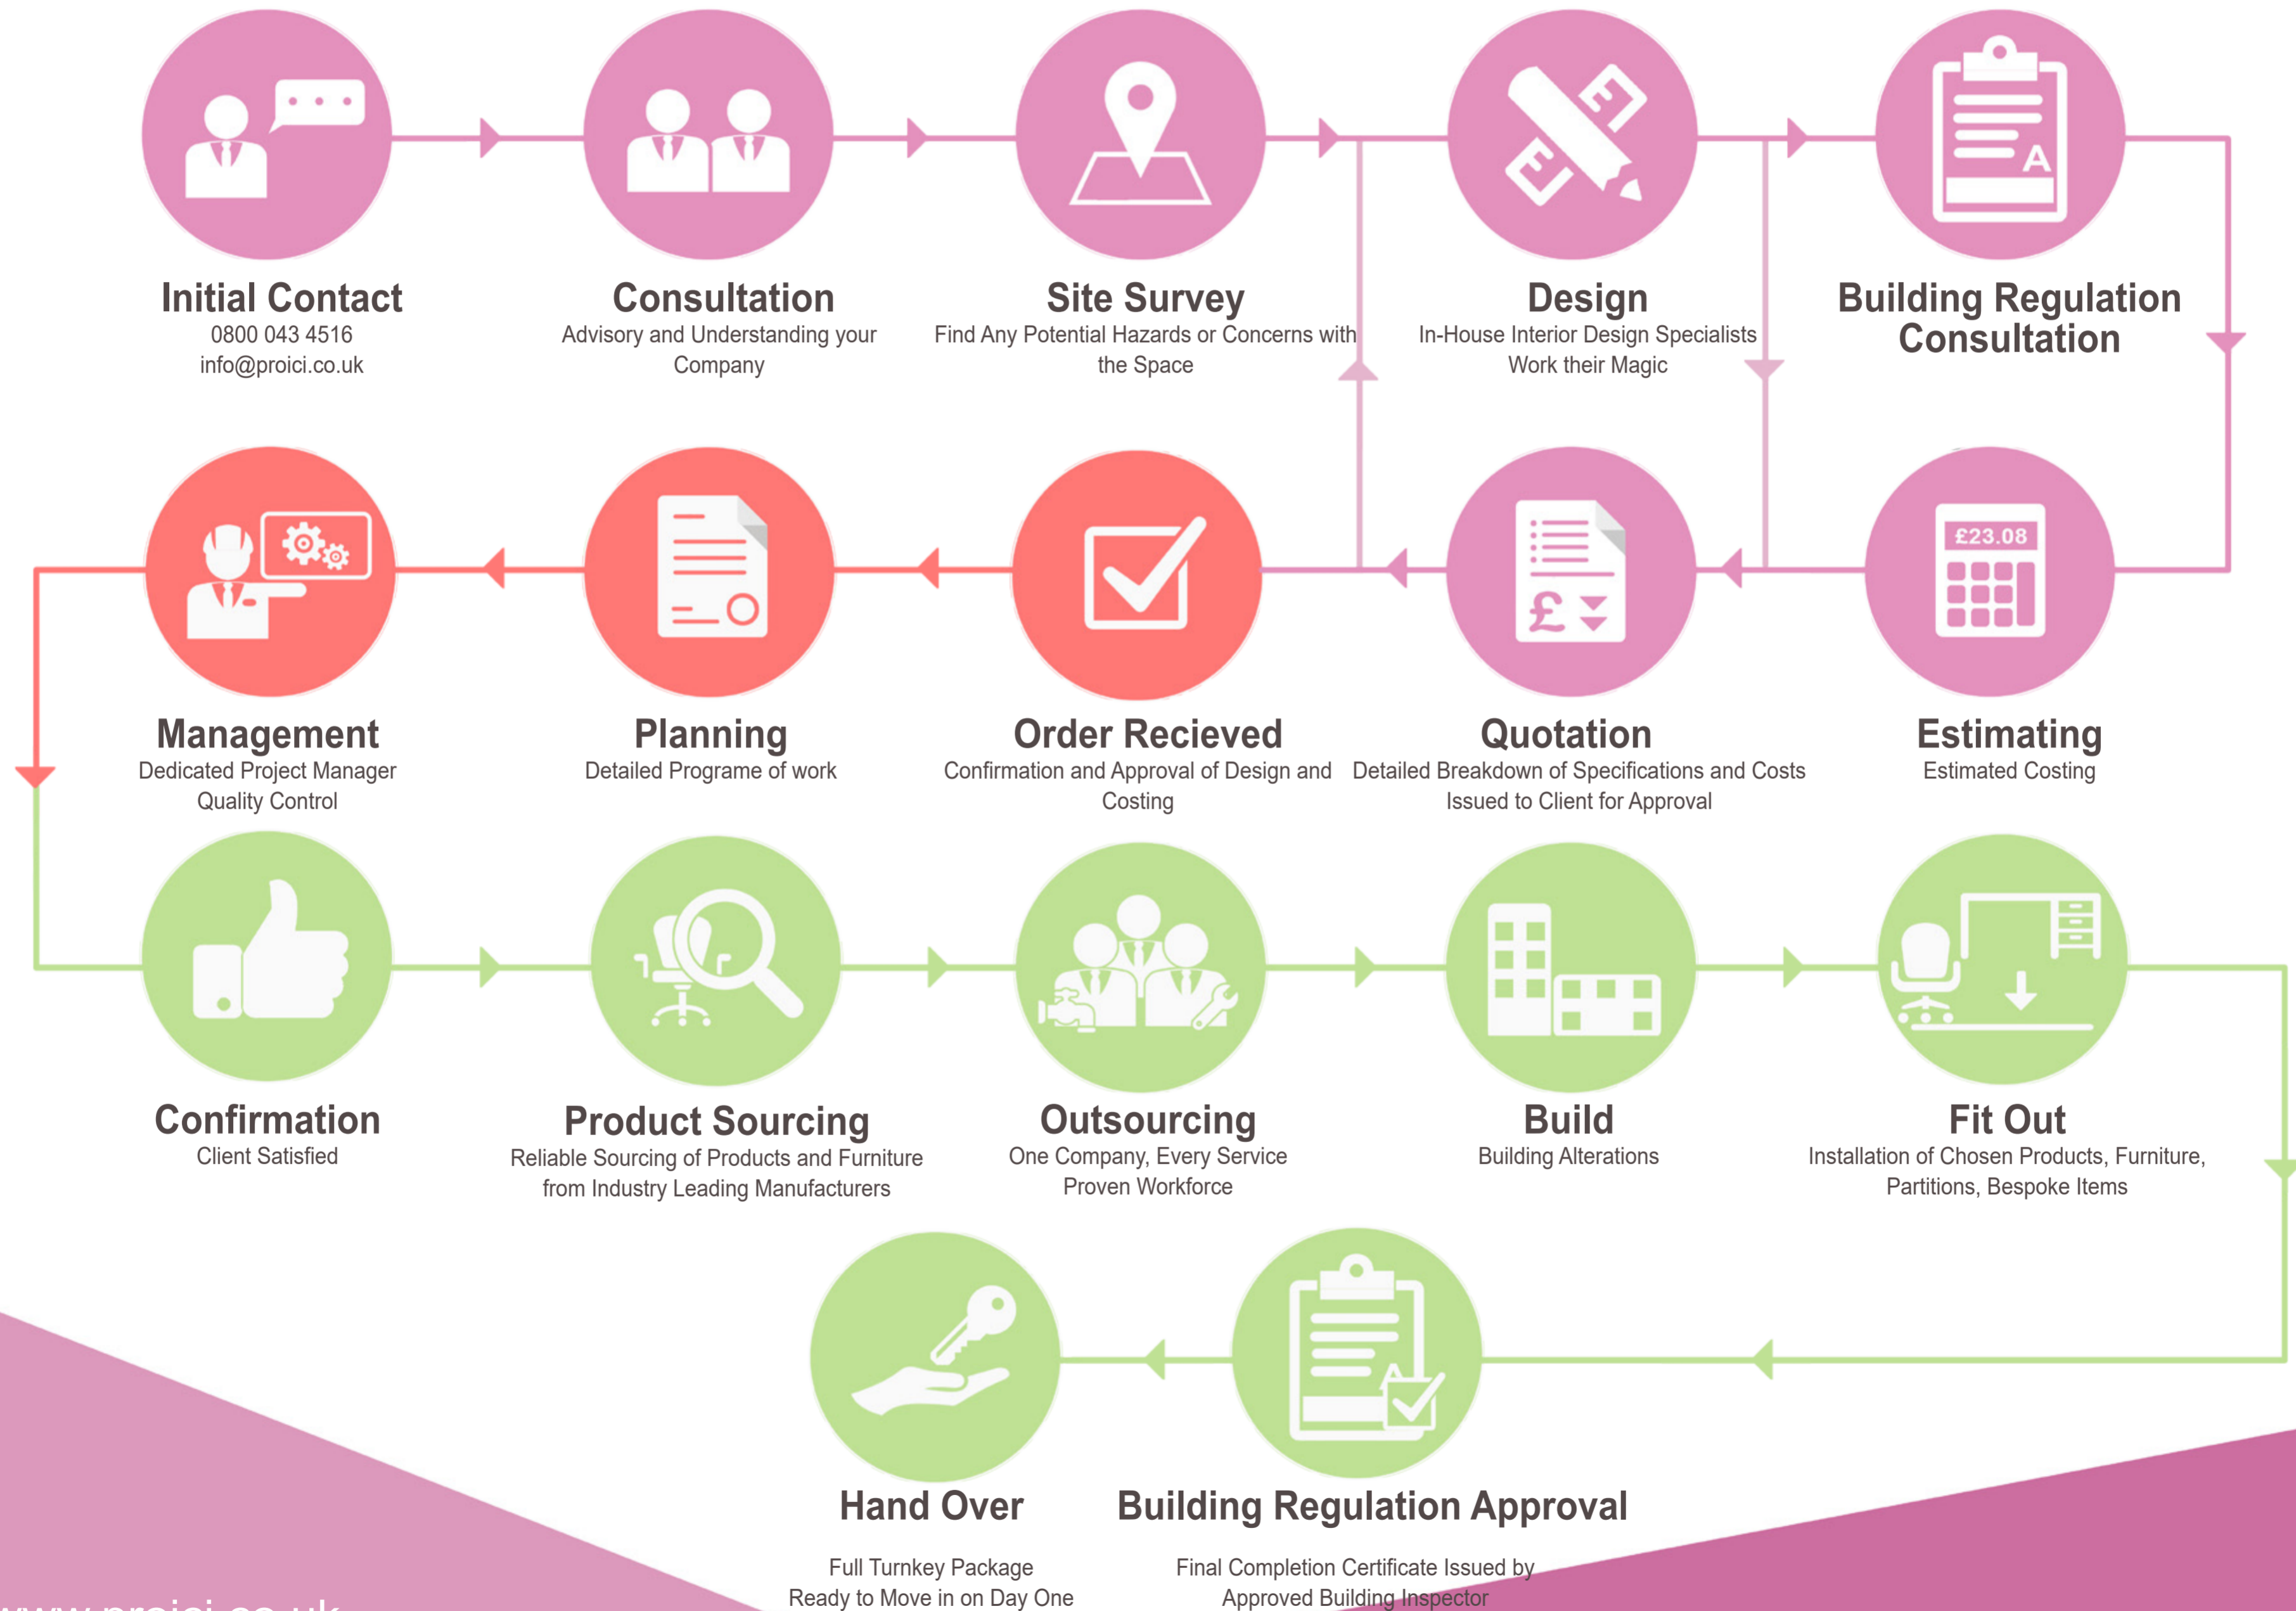 Initial Contact
0800 043 4516
info@proici.co.uk
Consultation
Advisory and Understanding your
Company
Site Survey
Find Any Potential Hazards or Concerns with
the Space
Design
In-House Interior Design Specialists
Work their Magic
A
Building Regulation
Consultation
Management
Dedicated Project Manager
Quality Control
Planning
Detailed Programe of work
Order Recieved
Confirmation and Approval of Design and
Costing
£
Quotation
Detailed Breakdown of Specifications and Costs
Issued to Client for Approval
£23.08
Estimating
Estimated Costing
Confirmation
Client Satisfied
Product Sourcing
Reliable Sourcing of Products and Furniture
from Industry Leading Manufacturers
Outsourcing
One Company, Every Service
Proven Workforce
Build
Building Alterations
Fit Out
Installation of Chosen Products, Furniture,
Partitions, Bespoke Items
Hand Over
Full Turnkey Package
Ready to Move in on Day One
A
Building Regulation Approval
Final Completion Certificate Issued by
Approved Building Inspector
www.proici.co.uk